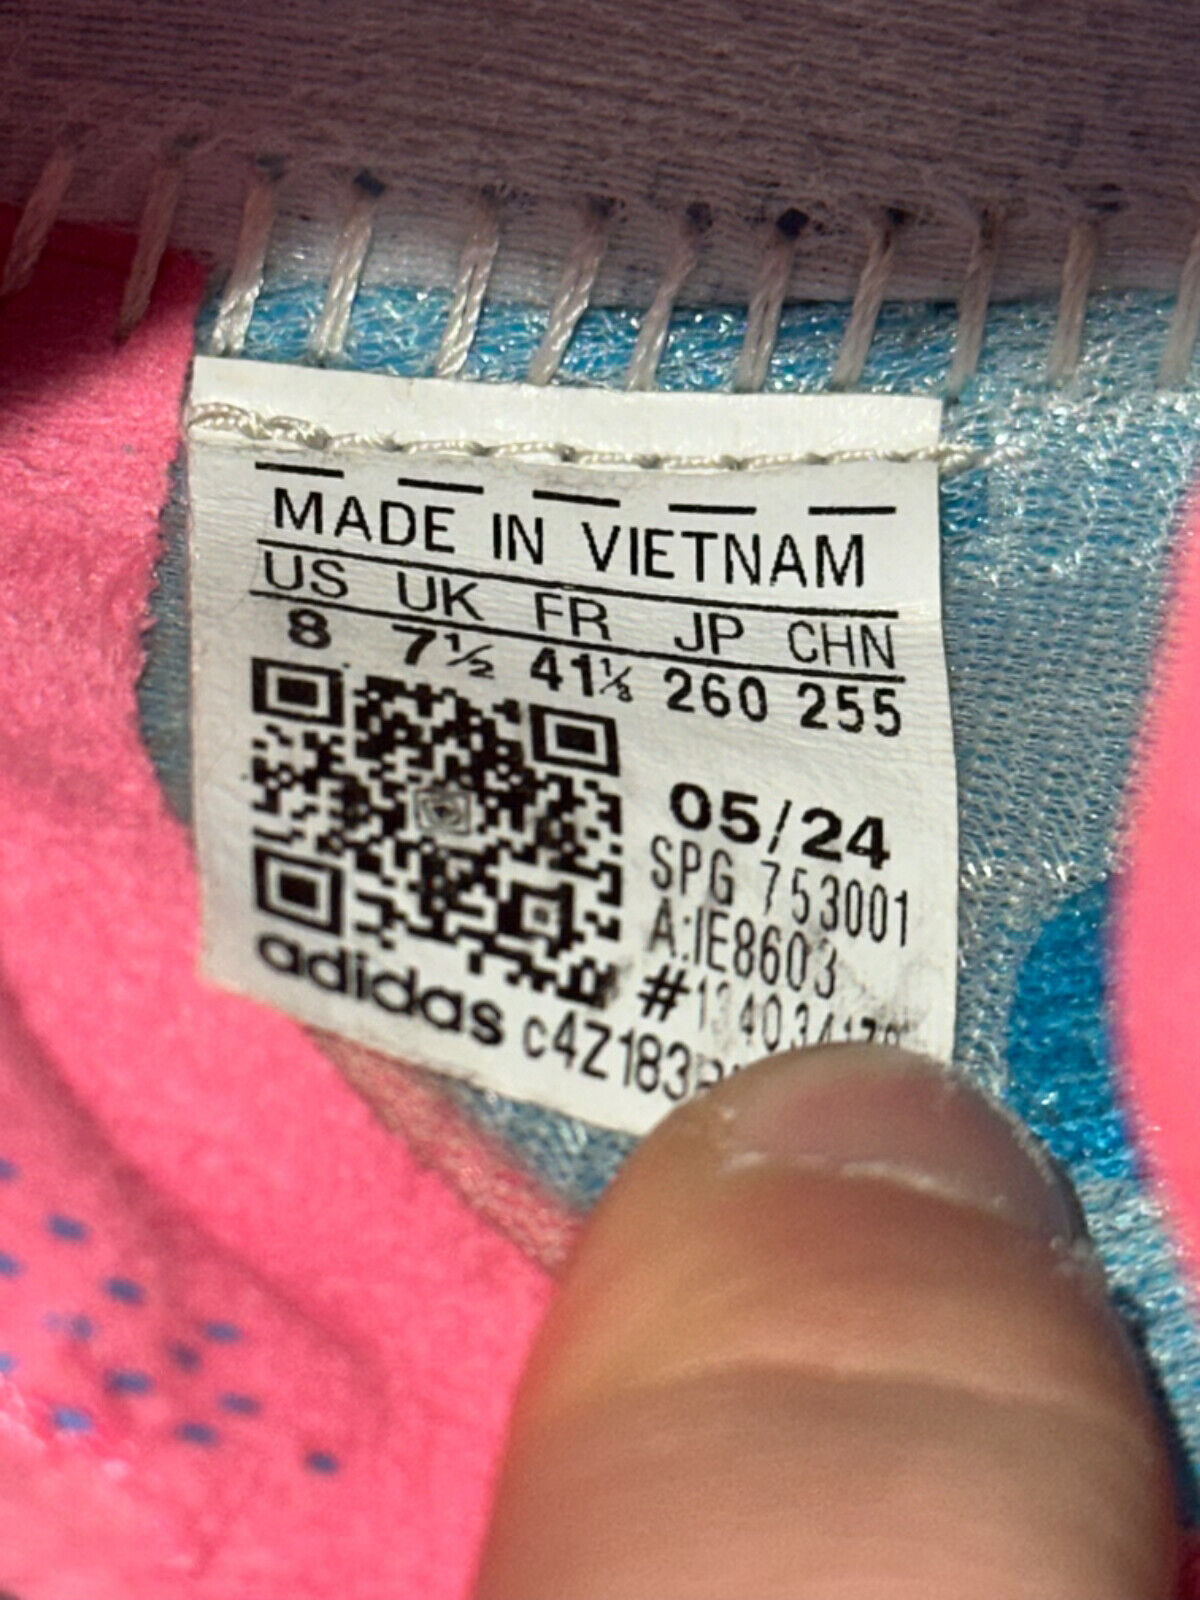 MADE IN VIETNAM
US UK FR JP CHN
8 7½ 41⅓ 260 255
05/24
SPG 753001
A:IE8603
#
adidas